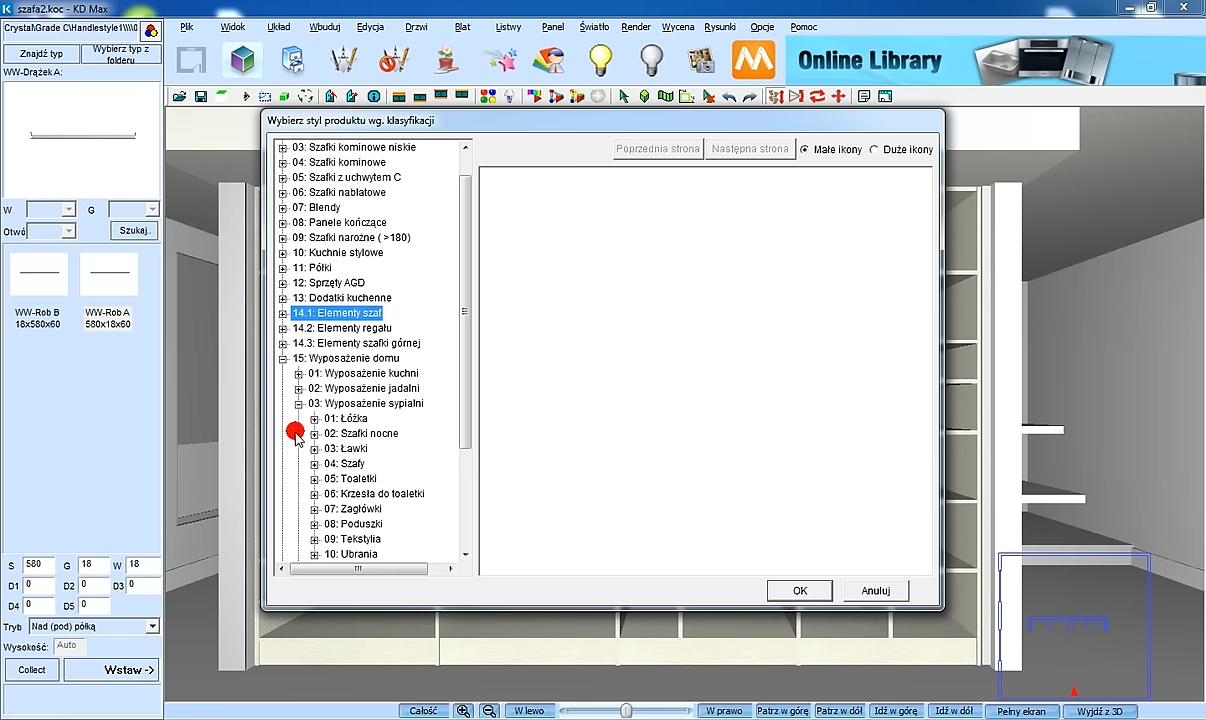 szafa2.koc - KD Max
Crystal\Grade C\Handlestyle1\\\\0
Plik Widok Układ Wbuduj Edycja Drzwi Blat Listwy Panel Światło Render Wycena Rysunki Opcje Pomoc
Znajdź typ
Wybierz typ z folderu
WW-Drążek A:
Online Library
W
G
Otwó
Szukaj..
WW-Rob B
18x580x60
WW-Rob A
580x18x60
S 580 G 18 W 18
D1 0 D2 0 D3 0
D4 0 D5 0
Tryb Nad (pod) półką
Wysokość: Auto
Collect
Wstaw ->
Wybierz styl produktu wg. klasyfikacji
Poprzednia strona
Następna strona
Małe ikony
Duże ikony
03: Szafki kominowe niskie
04: Szafki kominowe
05: Szafki z uchwytem C
06: Szafki nablatowe
07: Blendy
08: Panele kończące
09: Szafki narożne ( >180)
10: Kuchnie stylowe
11: Półki
12: Sprzęty AGD
13: Dodatki kuchenne
14.1: Elementy szaf
14.2: Elementy regału
14.3: Elementy szafki górnej
15: Wyposażenie domu
01: Wyposażenie kuchni
02: Wyposażenie jadalni
03: Wyposażenie sypialni
01: Łóżka
02: Szafki nocne
03: Ławki
04: Szafy
05: Toaletki
06: Krzesła do toaletki
07: Zagłówki
08: Poduszki
09: Tekstylia
10: Ubrania
OK
Anuluj
Całość
W lewo
W prawo
Patrz w górę
Patrz w dół
Idź w górę
Idź w dół
Pełny ekran
Wyjdź z 3D